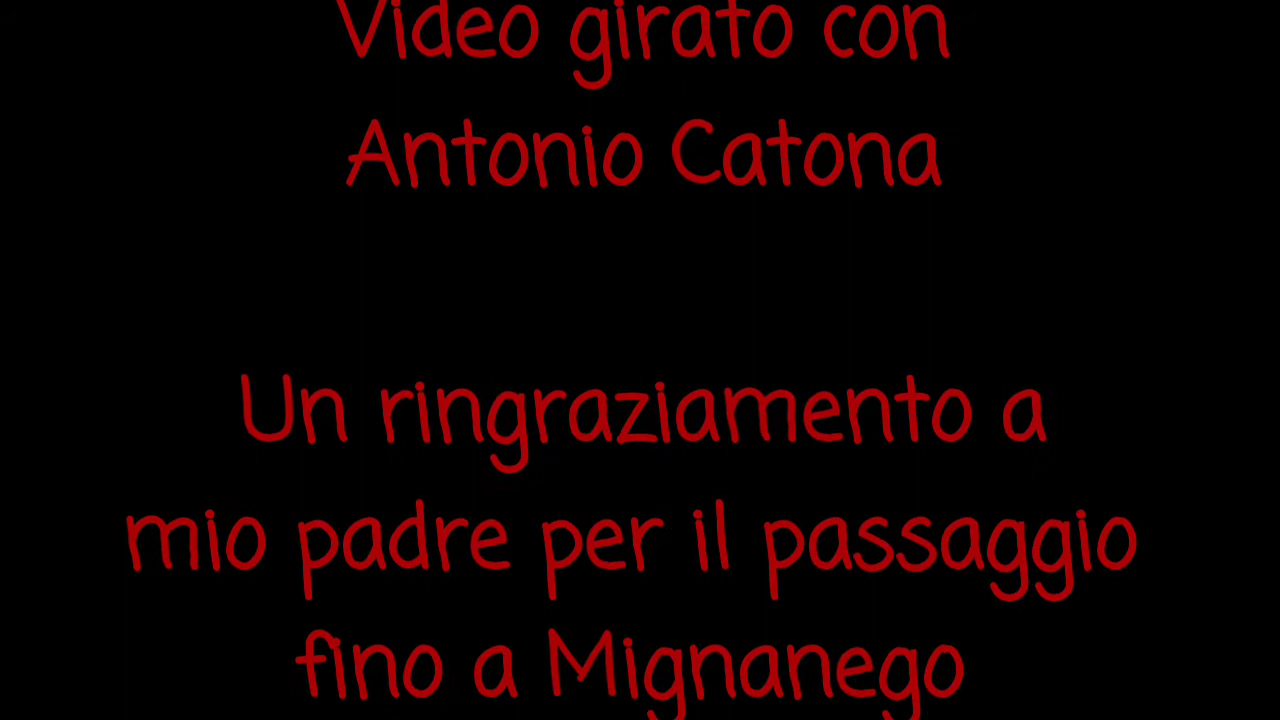 Video girato con
Antonio Catona
Un ringraziamento a
mio padre per il passaggio
fino a Mignanego